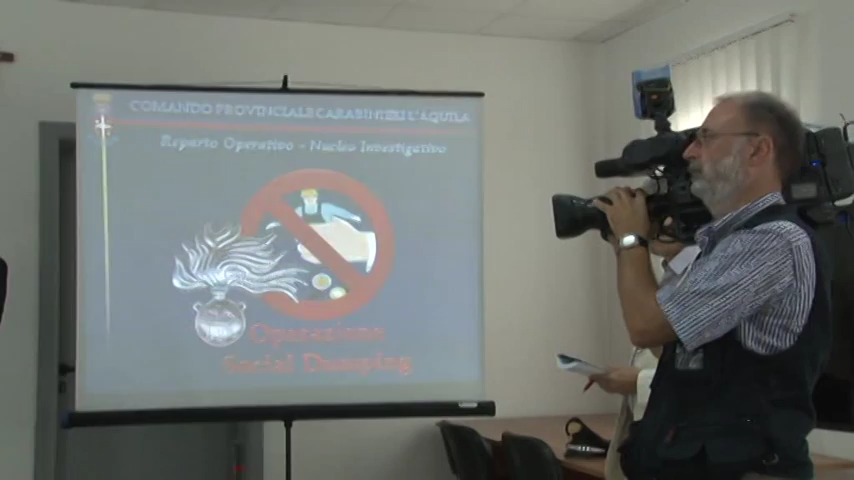 COMANDO PROVINCIALE CARABINIERI L'AQUILA
REPARTO OPERATIVO - NUCLEO INVESTIGATIVO
Operazione
Social Dumping